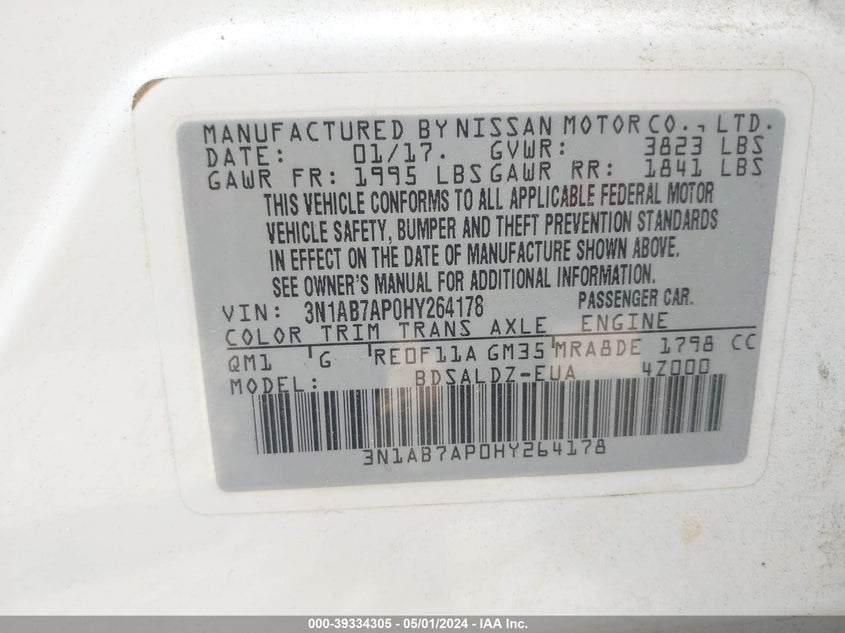 MANUFACTURED BY NISSAN MOTOR CO., LTD.
DATE: 01/17. GVWR: 3823 LBS
GAWR FR: 1995 LBS GAWR RR: 1841 LBS
THIS VEHICLE CONFORMS TO ALL APPLICABLE FEDERAL MOTOR
VEHICLE SAFETY, BUMPER AND THEFT PREVENTION STANDARDS
IN EFFECT ON THE DATE OF MANUFACTURE SHOWN ABOVE.
SEE OWNER'S MANUAL FOR ADDITIONAL INFORMATION.
VIN: 3N1AB7AP0HY264178 PASSENGER CAR.
COLOR TRIM TRANS AXLE ENGINE
QM1 G RE0F11A GM35 MRA8DE 1798 CC
MODEL: BDSALDZ-EUA 4Z000
3N1AB7AP0HY264178
000-39334305 - 05/01/2024 - IAA Inc.